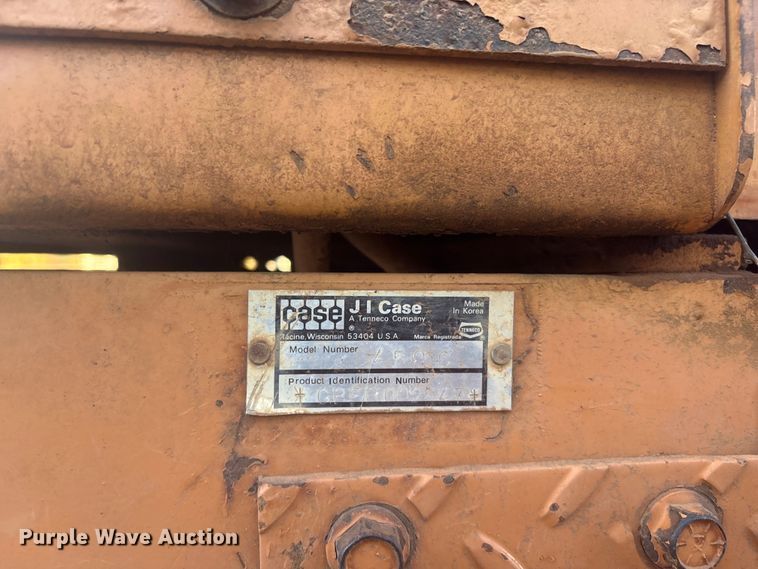 case
J I Case
A Tenneco Company
Made
In Korea
®
TENNECO
Racine, Wisconsin 53404 U.S.A.
Marca Registrada
Model Number
Product Identification Number
Purple Wave Auction